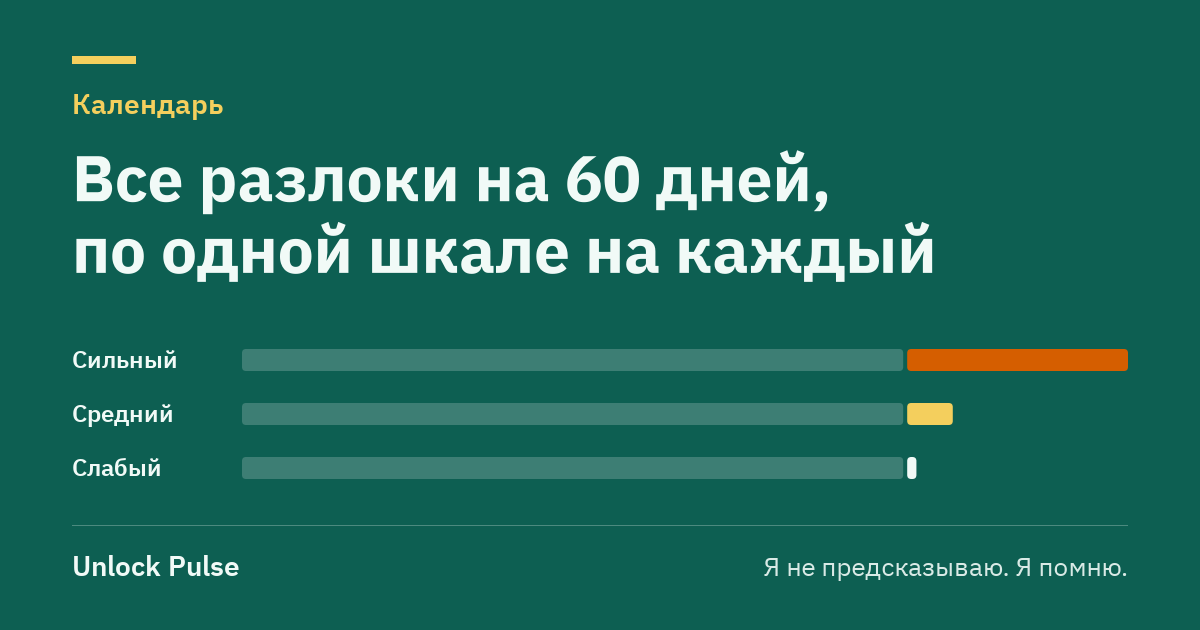 Календарь
Все разлоки на 60 дней,
по одной шкале на каждый
Сильный
Средний
Слабый
Unlock Pulse
Я не предсказываю. Я помню.